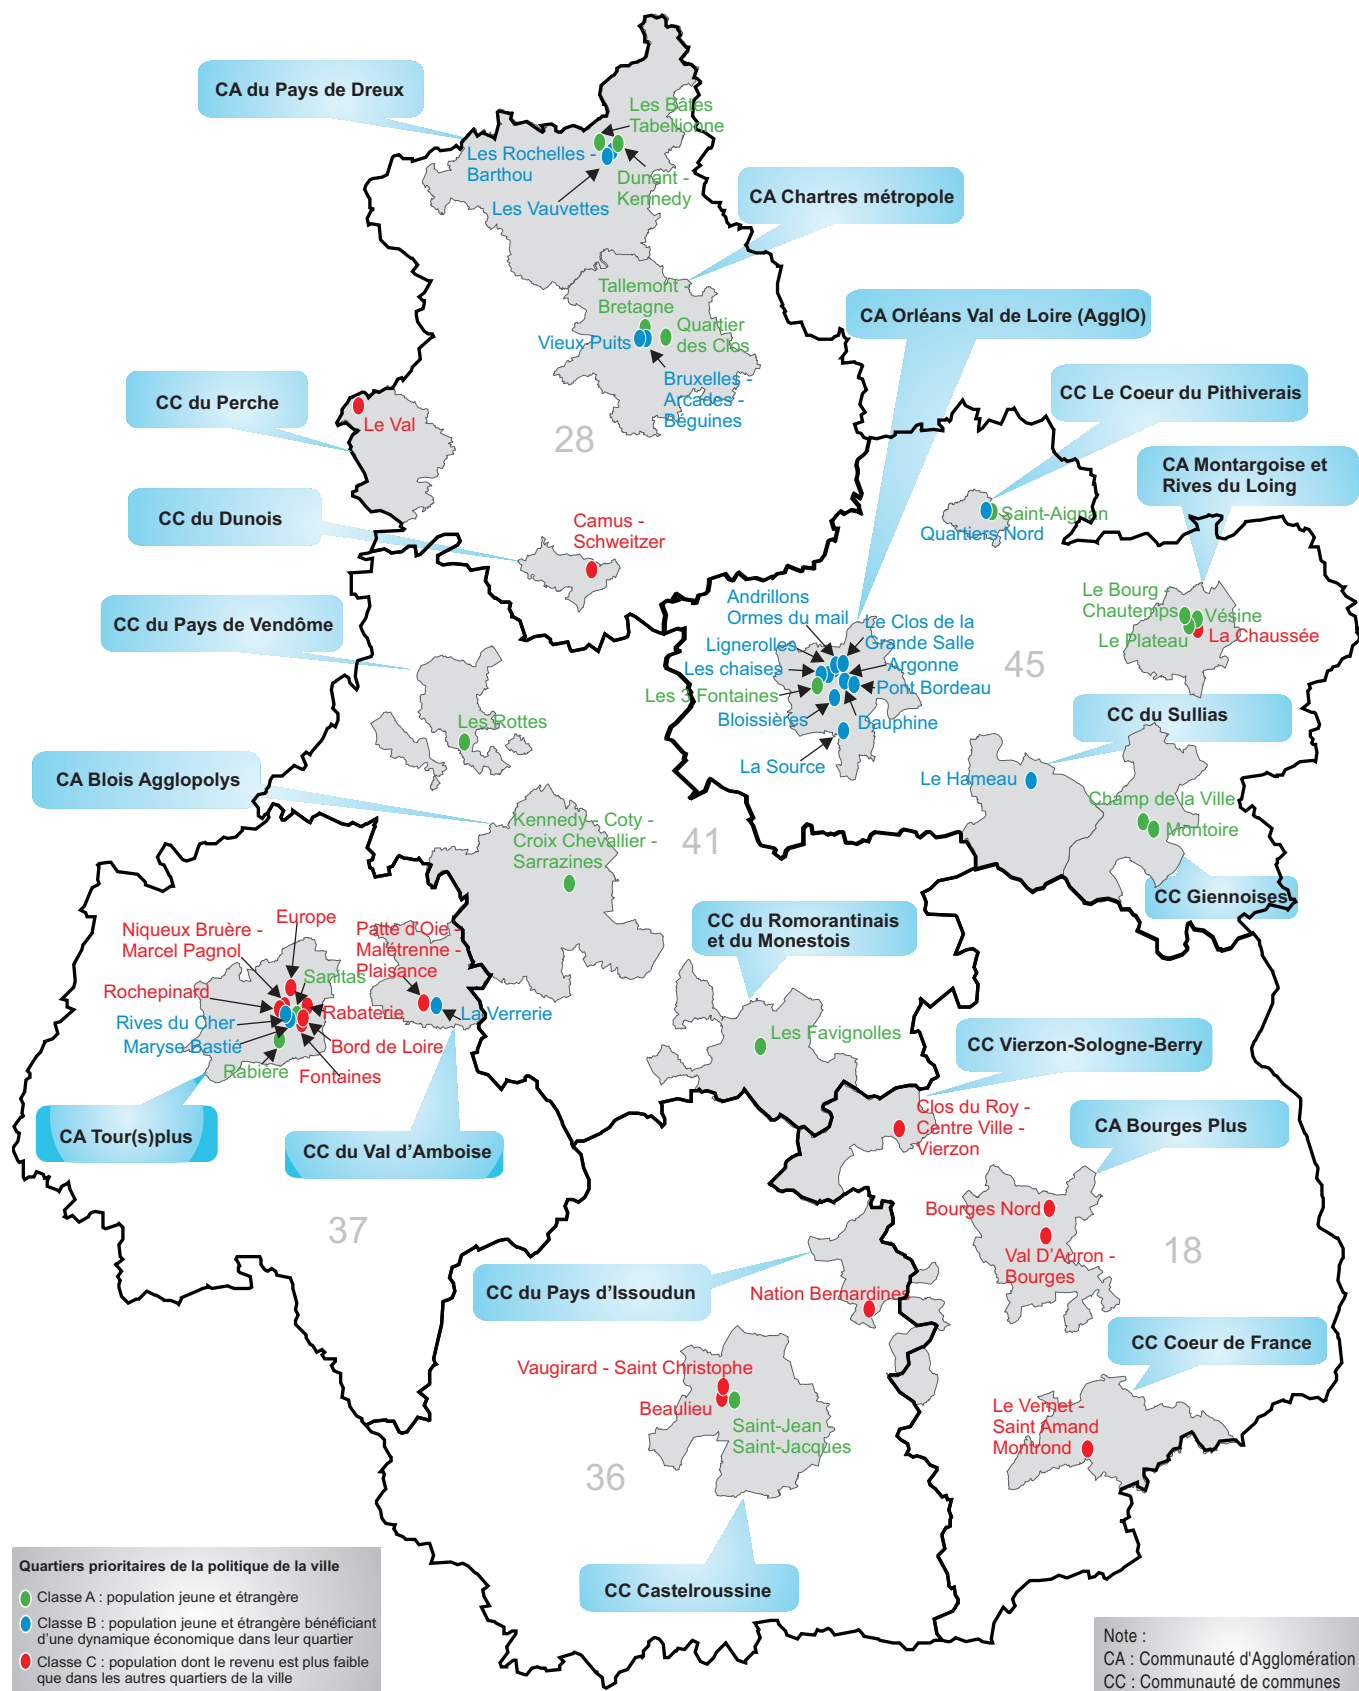 CA du Pays de Dreux
Les Bâtes
Tabellionne
Les Rochelles -
Barthou
Dunant -
Kennedy
Les Vauvettes
CA Chartres métropole
Tallemont -
Bretagne
Quartier
des Clos
Vieux Puits
Bruxelles -
Arcades -
Béguines
CA Orléans Val de Loire (AgglO)
CC du Perche
Le Val
28
CC Le Coeur du Pithiverais
CA Montargoise et
Rives du Loing
CC du Dunois
Camus -
Schweitzer
Saint-Aignan
Quartiers Nord
CC du Pays de Vendôme
Andrillons
Ormes du mail
Le Clos de la
Grande Salle
Lignerolles
Argonne
Les chaises
Pont Bordeau
Les 3 Fontaines
Bloissières
Dauphine
La Source
Le Bourg -
Chautemps
Vésine
La Chaussée
Le Plateau
45
Les Rottes
CC du Sullias
Le Hameau
Champ de la Ville
Montoire
CC Giennoises
CA Blois Agglopolys
Kennedy - Coty -
Croix Chevallier -
Sarrazines
41
CC du Romorantinais
et du Monestois
Niqueux Bruère -
Marcel Pagnol
Europe
Sanitas
Rochepinard
Rabaterie
Rives du Cher
Maryse Bastié
Bord de Loire
Rabière
Fontaines
Patte d'Oie -
Malétrenne -
Plaisance
La Verrerie
CA Tour(s)plus
CC du Val d'Amboise
37
Les Favignolles
CC Vierzon-Sologne-Berry
Clos du Roy -
Centre Ville -
Vierzon
CA Bourges Plus
Bourges Nord
Val D'Auron -
Bourges
18
CC du Pays d'Issoudun
Nation Bernardines
Vaugirard - Saint Christophe
Beaulieu
Saint-Jean -
Saint-Jacques
36
CC Coeur de France
Le Vernet -
Saint Amand
Montrond
CC Castelroussine
Quartiers prioritaires de la politique de la ville
Classe A : population jeune et étrangère
Classe B : population jeune et étrangère bénéficiant
d'une dynamique économique dans leur quartier
Classe C : population dont le revenu est plus faible
que dans les autres quartiers de la ville
Note :
CA : Communauté d'Agglomération
CC : Communauté de communes